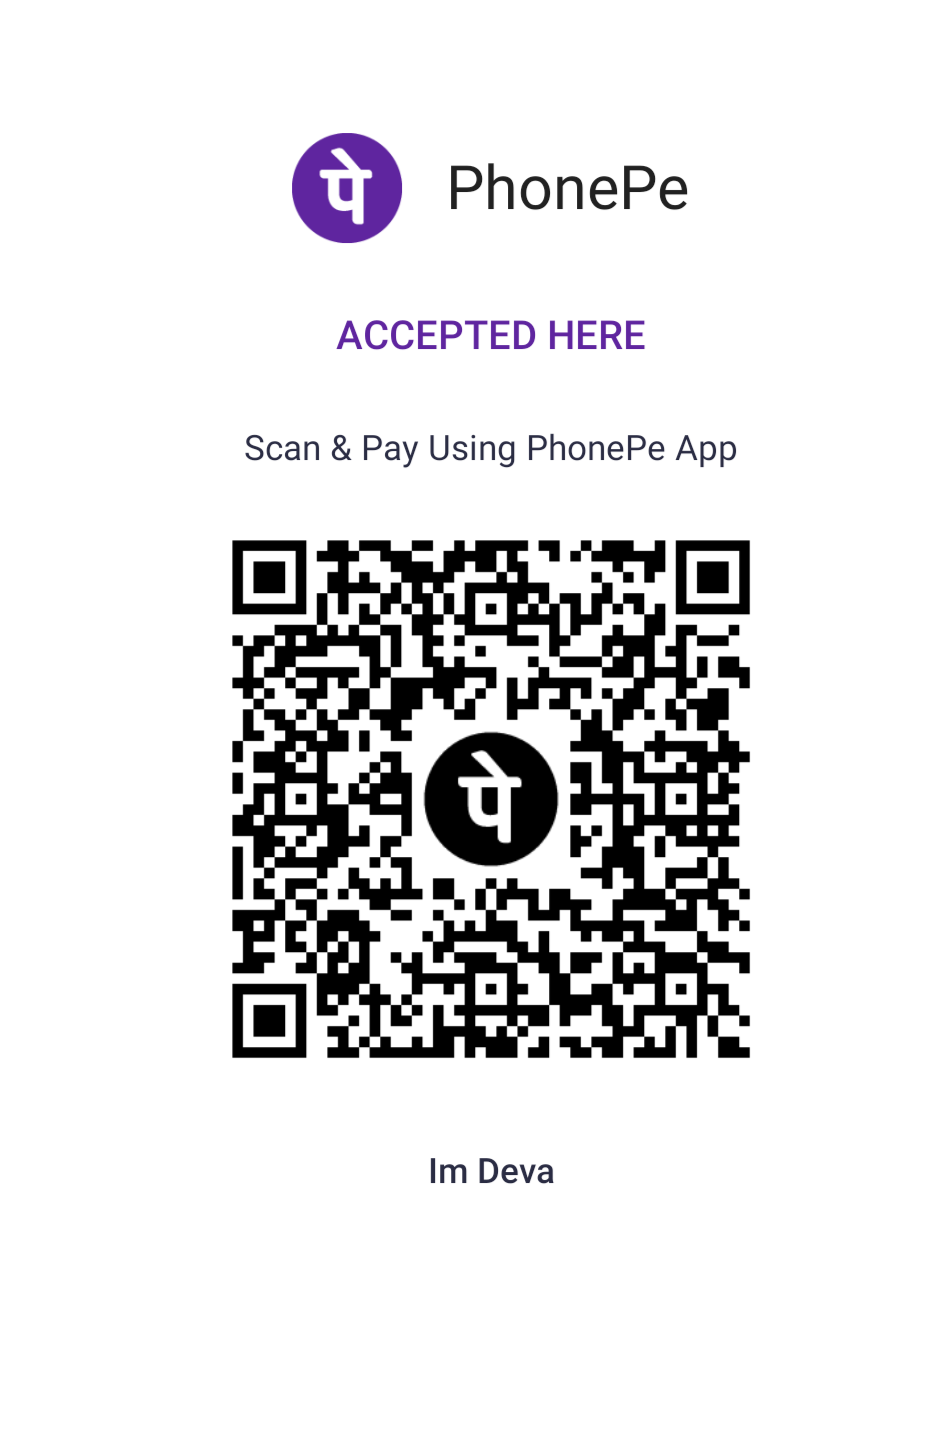 पे PhonePe
ACCEPTED HERE
Scan & Pay Using PhonePe App
पे
Im Deva